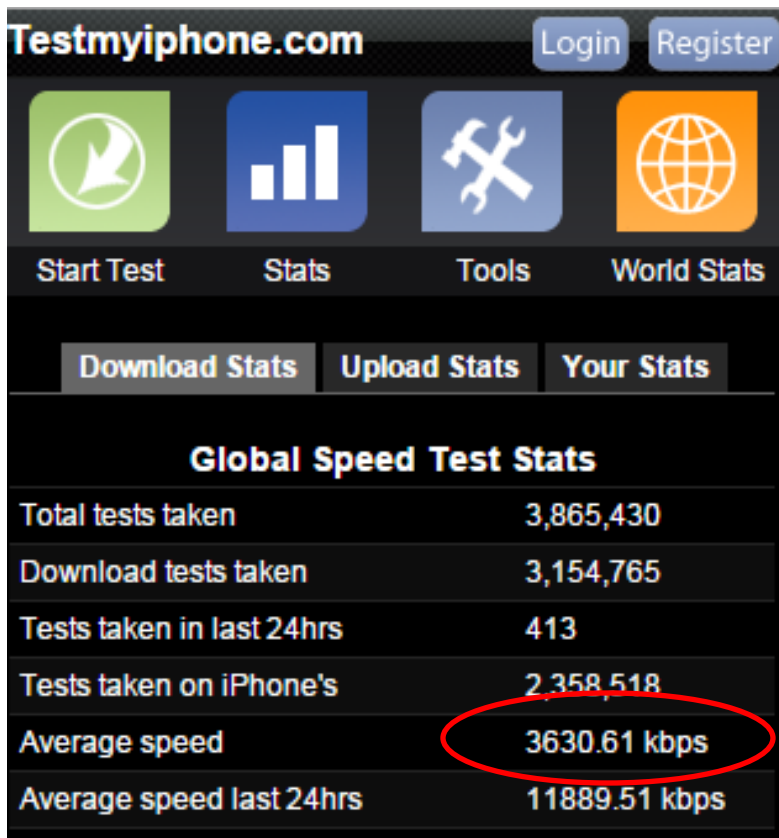 Testmyiphone.com Login Register
Start Test Stats Tools World Stats
Download Stats Upload Stats Your Stats
Global Speed Test Stats
Total tests taken 3,865,430
Download tests taken 3,154,765
Tests taken in last 24hrs 413
Tests taken on iPhone's 2,358,518
Average speed 3630.61 kbps
Average speed last 24hrs 11889.51 kbps